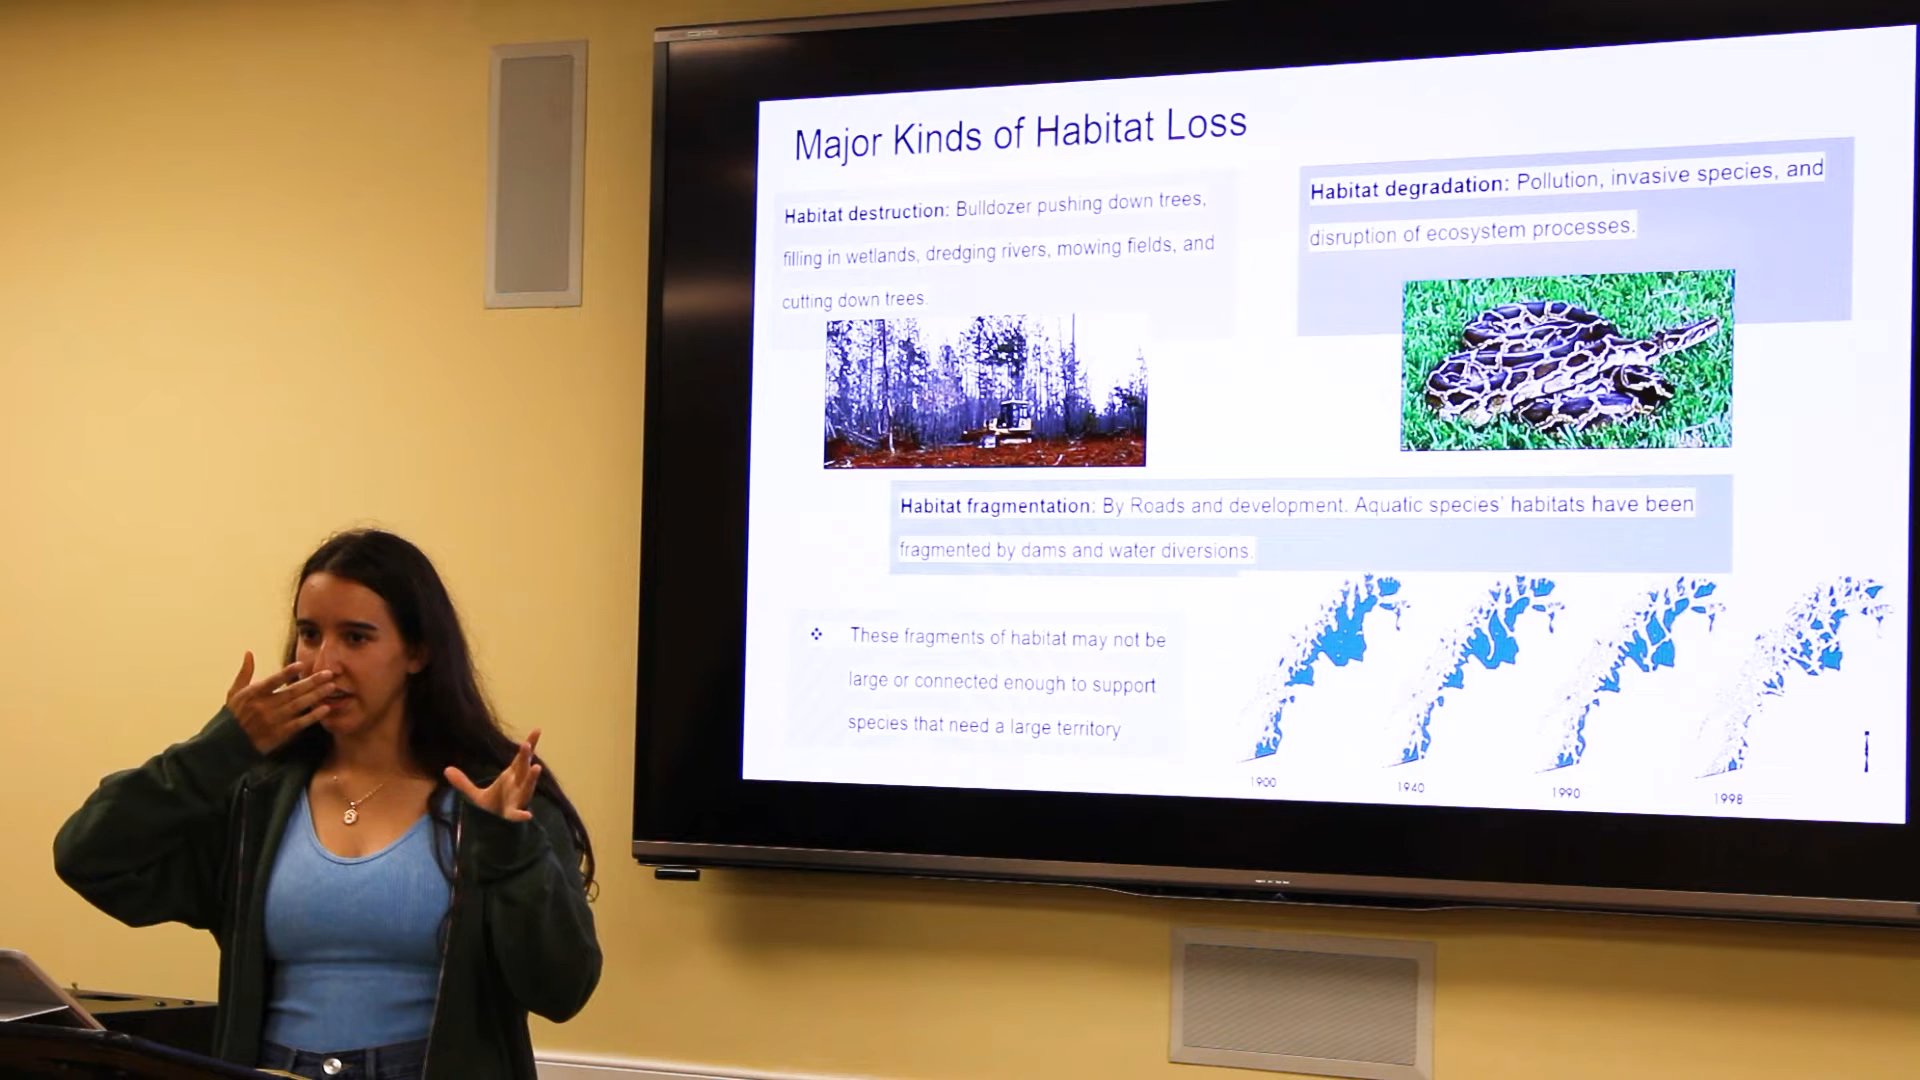 Major Kinds of Habitat Loss
Habitat destruction: Bulldozer pushing down trees,
filling in wetlands, dredging rivers, mowing fields, and
cutting down trees.
Habitat degradation: Pollution, invasive species, and
disruption of ecosystem processes.
Habitat fragmentation: By Roads and development. Aquatic species' habitats have been
fragmented by dams and water diversions.
❖ These fragments of habitat may not be
large or connected enough to support
species that need a large territory
1900
1940
1990
1998